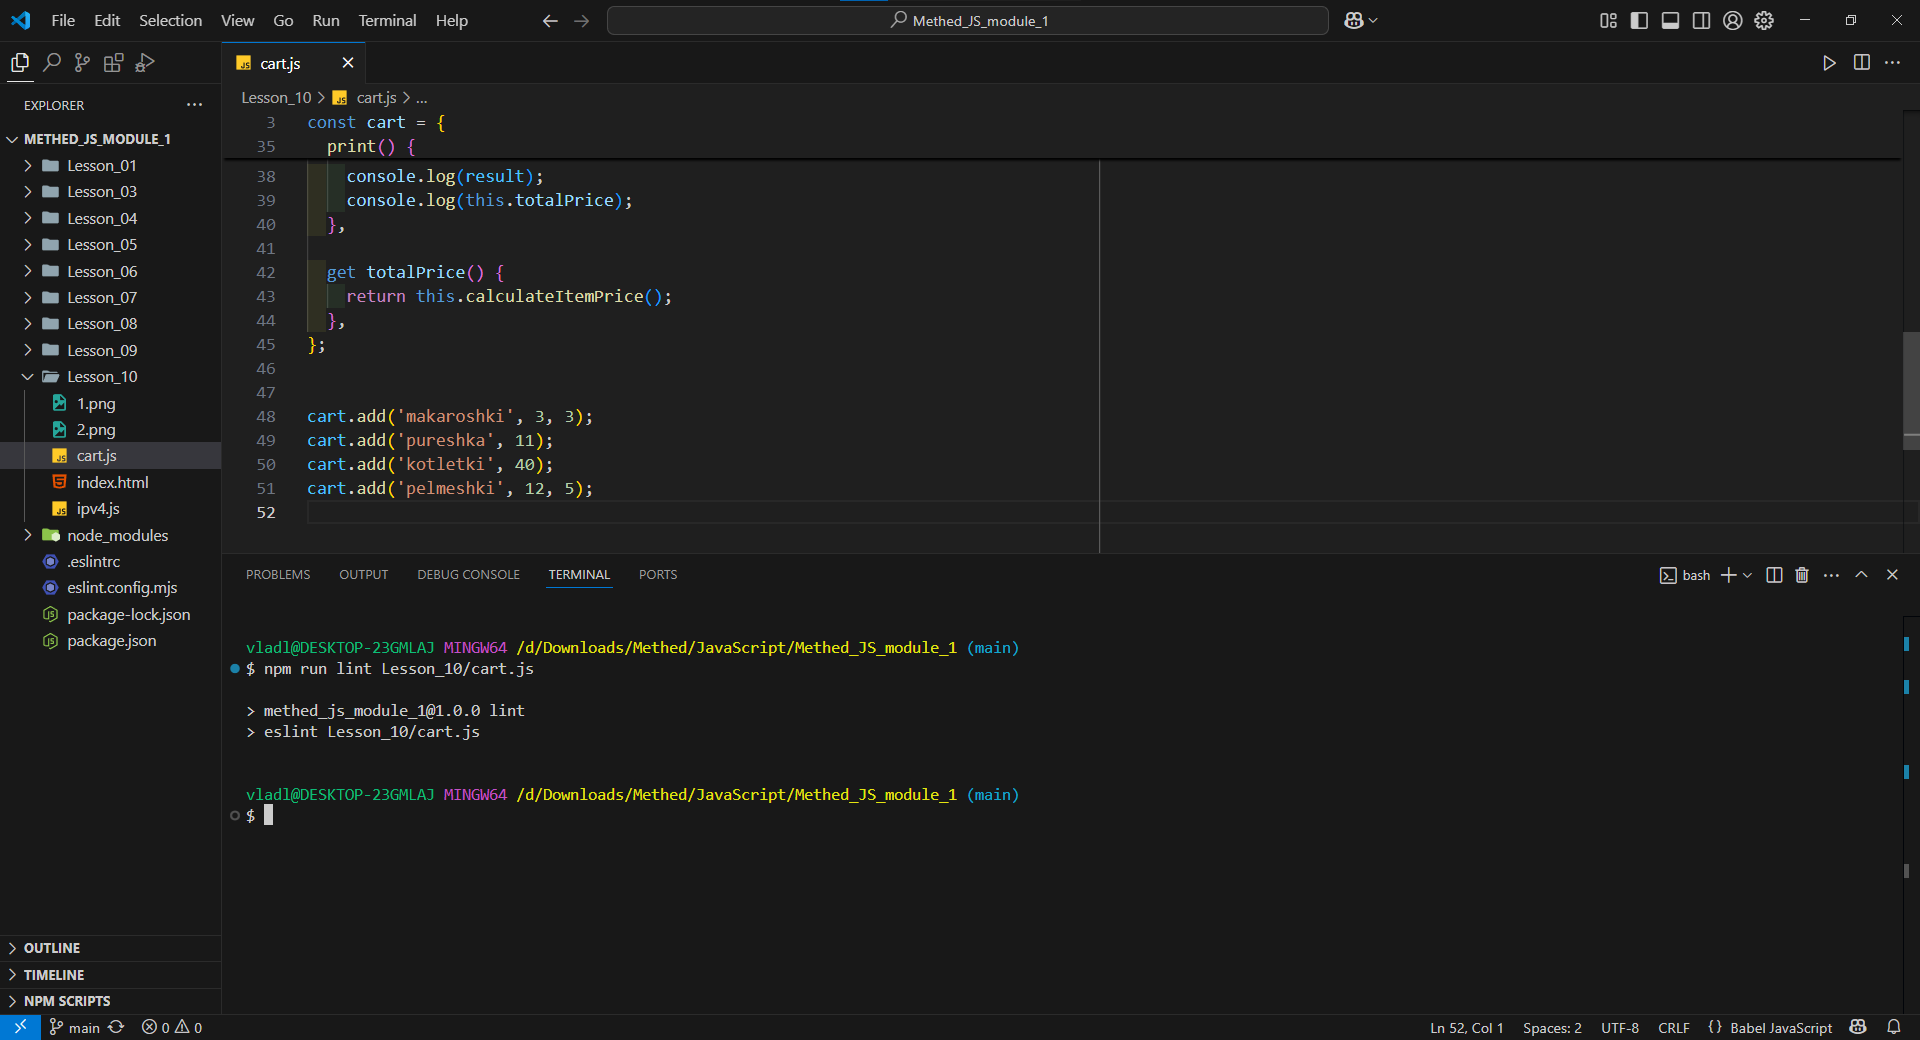 File Edit Selection View Go Run Terminal Help
Methed_JS_module_1
EXPLORER
METHED_JS_MODULE_1
Lesson_01
Lesson_03
Lesson_04
Lesson_05
Lesson_06
Lesson_07
Lesson_08
Lesson_09
Lesson_10
1.png
2.png
cart.js
index.html
ipv4.js
node_modules
.eslintrc
eslint.config.mjs
package-lock.json
package.json
OUTLINE
TIMELINE
NPM SCRIPTS
cart.js
Lesson_10 > cart.js > ...
3 const cart = {
35 print() {
38 console.log(result);
39 console.log(this.totalPrice);
40 },
41
42 get totalPrice() {
43 return this.calculateItemPrice();
44 },
45 };
46
47
48 cart.add('makaroshki', 3, 3);
49 cart.add('pureshka', 11);
50 cart.add('kotletki', 40);
51 cart.add('pelmeshki', 12, 5);
52
PROBLEMS OUTPUT DEBUG CONSOLE TERMINAL PORTS
bash
vladl@DESKTOP-23GMLAJ MINGW64 /d/Downloads/Methed/JavaScript/Methed_JS_module_1 (main)
$ npm run lint Lesson_10/cart.js
> methed_js_module_1@1.0.0 lint
> eslint Lesson_10/cart.js
vladl@DESKTOP-23GMLAJ MINGW64 /d/Downloads/Methed/JavaScript/Methed_JS_module_1 (main)
$
main 0 0
Ln 52, Col 1 Spaces: 2 UTF-8 CRLF {} Babel JavaScript